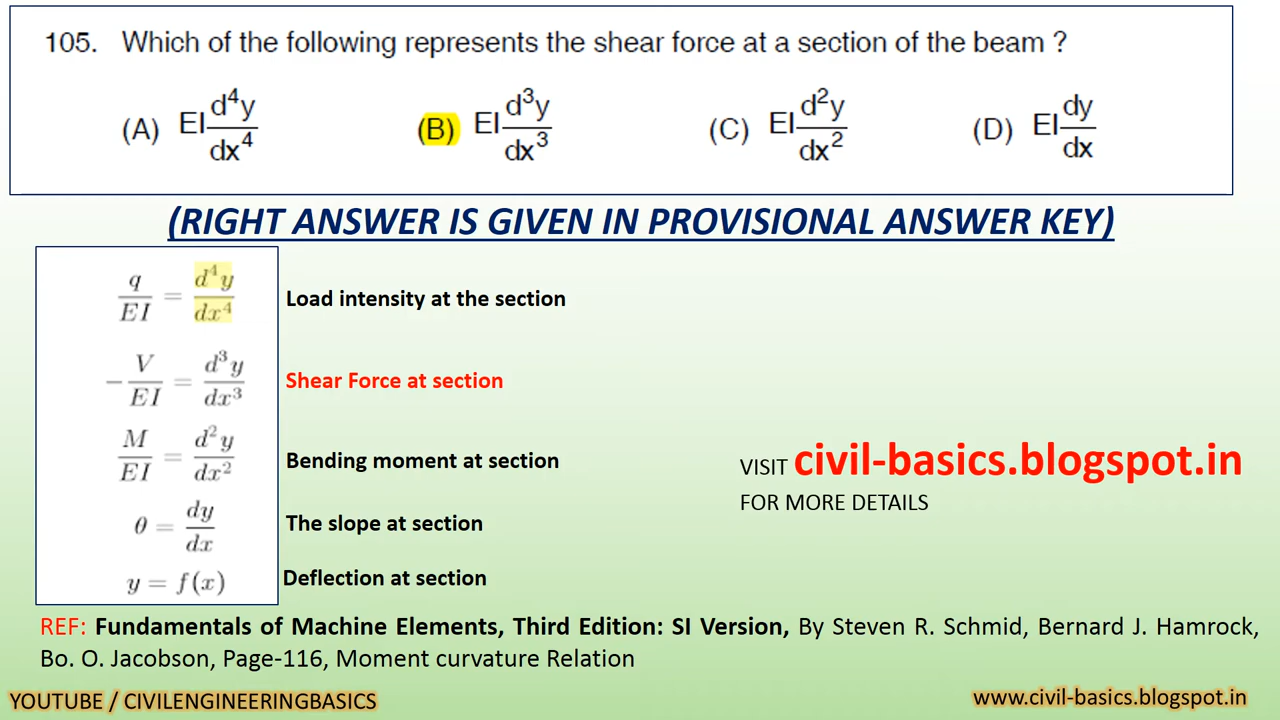 105. Which of the following represents the shear force at a section of the beam ?
(A) EI d⁴y/dx⁴ (B) EI d³y/dx³ (C) EI d²y/dx² (D) EI dy/dx
(RIGHT ANSWER IS GIVEN IN PROVISIONAL ANSWER KEY)
q/EI = d⁴y/dx⁴ Load intensity at the section
−V/EI = d³y/dx³ Shear Force at section
M/EI = d²y/dx² Bending moment at section
θ = dy/dx The slope at section
y = f(x) Deflection at section
VISIT civil-basics.blogspot.in
FOR MORE DETAILS
REF: Fundamentals of Machine Elements, Third Edition: SI Version, By Steven R. Schmid, Bernard J. Hamrock,
Bo. O. Jacobson, Page-116, Moment curvature Relation
YOUTUBE / CIVILENGINEERINGBASICS
www.civil-basics.blogspot.in